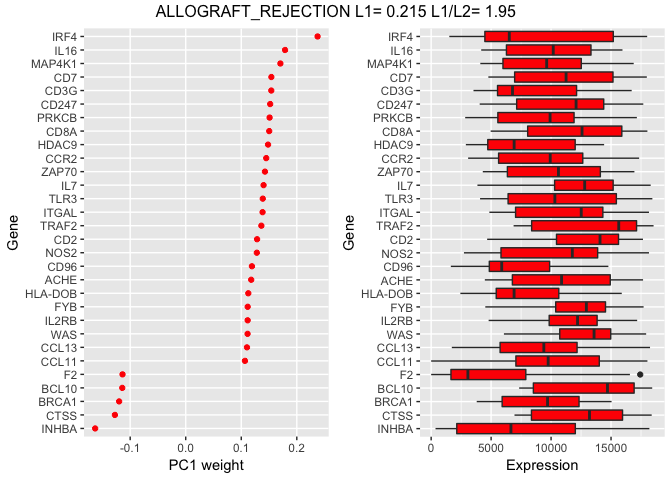 ALLOGRAFT_REJECTION L1= 0.215 L1/L2= 1.95
Gene
IRF4
IL16
MAP4K1
CD7
CD3G
CD247
PRKCB
CD8A
HDAC9
CCR2
ZAP70
IL7
TLR3
ITGAL
TRAF2
CD2
NOS2
CD96
ACHE
HLA-DOB
FYB
IL2RB
WAS
CCL13
CCL11
F2
BCL10
BRCA1
CTSS
INHBA
-0.1 0.0 0.1 0.2
PC1 weight
Gene
IRF4
IL16
MAP4K1
CD7
CD3G
CD247
PRKCB
CD8A
HDAC9
CCR2
ZAP70
IL7
TLR3
ITGAL
TRAF2
CD2
NOS2
CD96
ACHE
HLA-DOB
FYB
IL2RB
WAS
CCL13
CCL11
F2
BCL10
BRCA1
CTSS
INHBA
0 5000 10000 15000
Expression